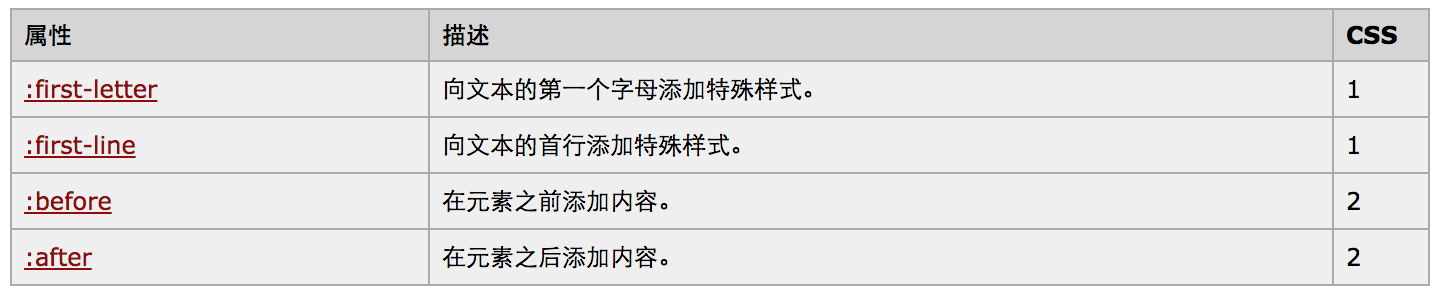 属性 描述 CSS
:first-letter 向文本的第一个字母添加特殊样式。 1
:first-line 向文本的首行添加特殊样式。 1
:before 在元素之前添加内容。 2
:after 在元素之后添加内容。 2